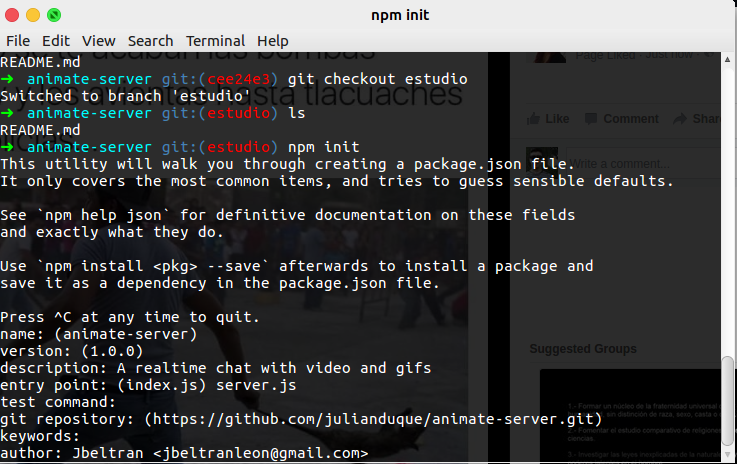 npm init
File Edit View Search Terminal Help
README.md
➜ animate-server git:(cee24e3) git checkout estudio
Switched to branch 'estudio'
➜ animate-server git:(estudio) ls
README.md
➜ animate-server git:(estudio) npm init
This utility will walk you through creating a package.json file.
It only covers the most common items, and tries to guess sensible defaults.
See `npm help json` for definitive documentation on these fields
and exactly what they do.
Use `npm install <pkg> --save` afterwards to install a package and
save it as a dependency in the package.json file.
Press ^C at any time to quit.
name: (animate-server)
version: (1.0.0)
description: A realtime chat with video and gifs
entry point: (index.js) server.js
test command:
git repository: (https://github.com/julianduque/animate-server.git)
keywords:
author: Jbeltran <jbeltranleon@gmail.com>
Page Liked · Just now
Like Comment Share
Write a comment...
Suggested Groups